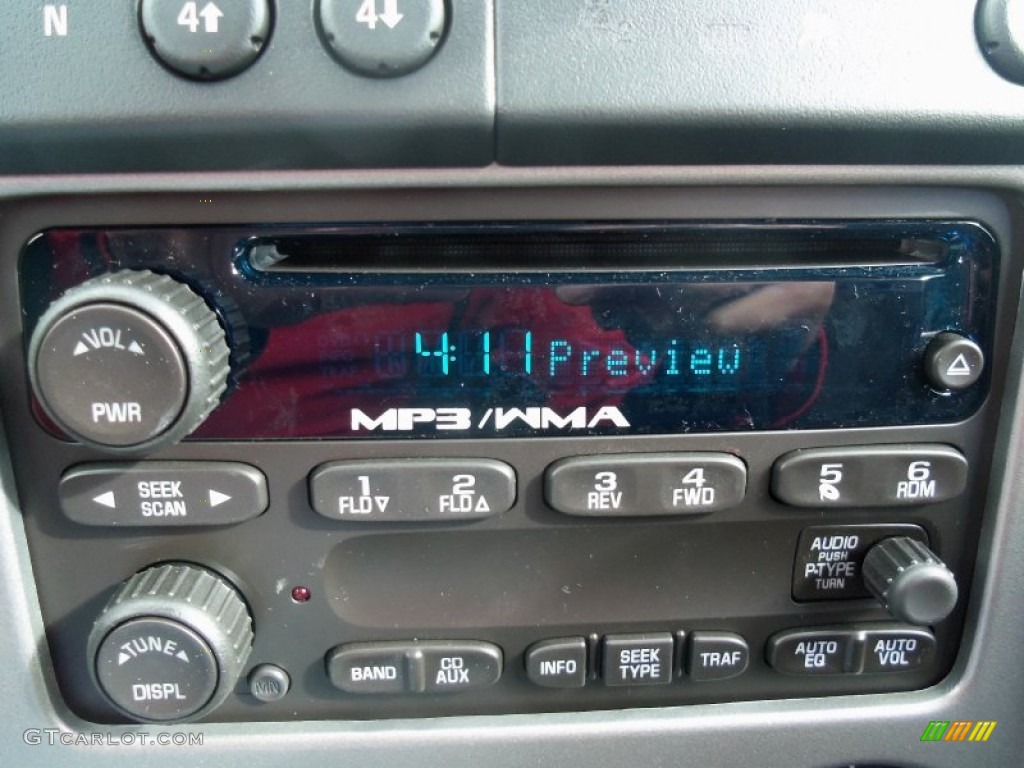 N 4↑ 4↓
VOL
PWR
4:11 Preview
MP3/WMA
SEEK
SCAN
1
FLD▽
2
FLD△
3
REV
4
FWD
5
6
RDM
AUDIO
PUSH
P-TYPE
TURN
TUNE
DISPL
BAND
CD
AUX
INFO
SEEK
TYPE
TRAF
AUTO
EQ
AUTO
VOL
GTCARLOT.COM